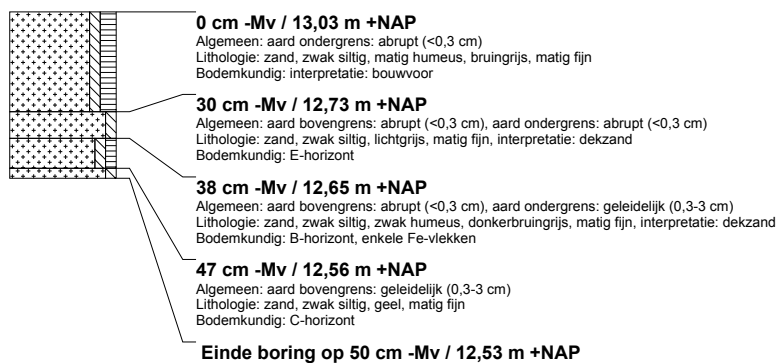 0 cm -Mv / 13,03 m +NAP
Algemeen: aard ondergrens: abrupt (<0,3 cm)
Lithologie: zand, zwak siltig, matig humeus, bruingrijs, matig fijn
Bodemkundig: interpretatie: bouwvoor
30 cm -Mv / 12,73 m +NAP
Algemeen: aard bovengrens: abrupt (<0,3 cm), aard ondergrens: abrupt (<0,3 cm)
Lithologie: zand, zwak siltig, lichtgrijs, matig fijn, interpretatie: dekzand
Bodemkundig: E-horizont
38 cm -Mv / 12,65 m +NAP
Algemeen: aard bovengrens: abrupt (<0,3 cm), aard ondergrens: geleidelijk (0,3-3 cm)
Lithologie: zand, zwak siltig, zwak humeus, donkerbruingrijs, matig fijn, interpretatie: dekzand
Bodemkundig: B-horizont, enkele Fe-vlekken
47 cm -Mv / 12,56 m +NAP
Algemeen: aard bovengrens: geleidelijk (0,3-3 cm)
Lithologie: zand, zwak siltig, geel, matig fijn
Bodemkundig: C-horizont
Einde boring op 50 cm -Mv / 12,53 m +NAP